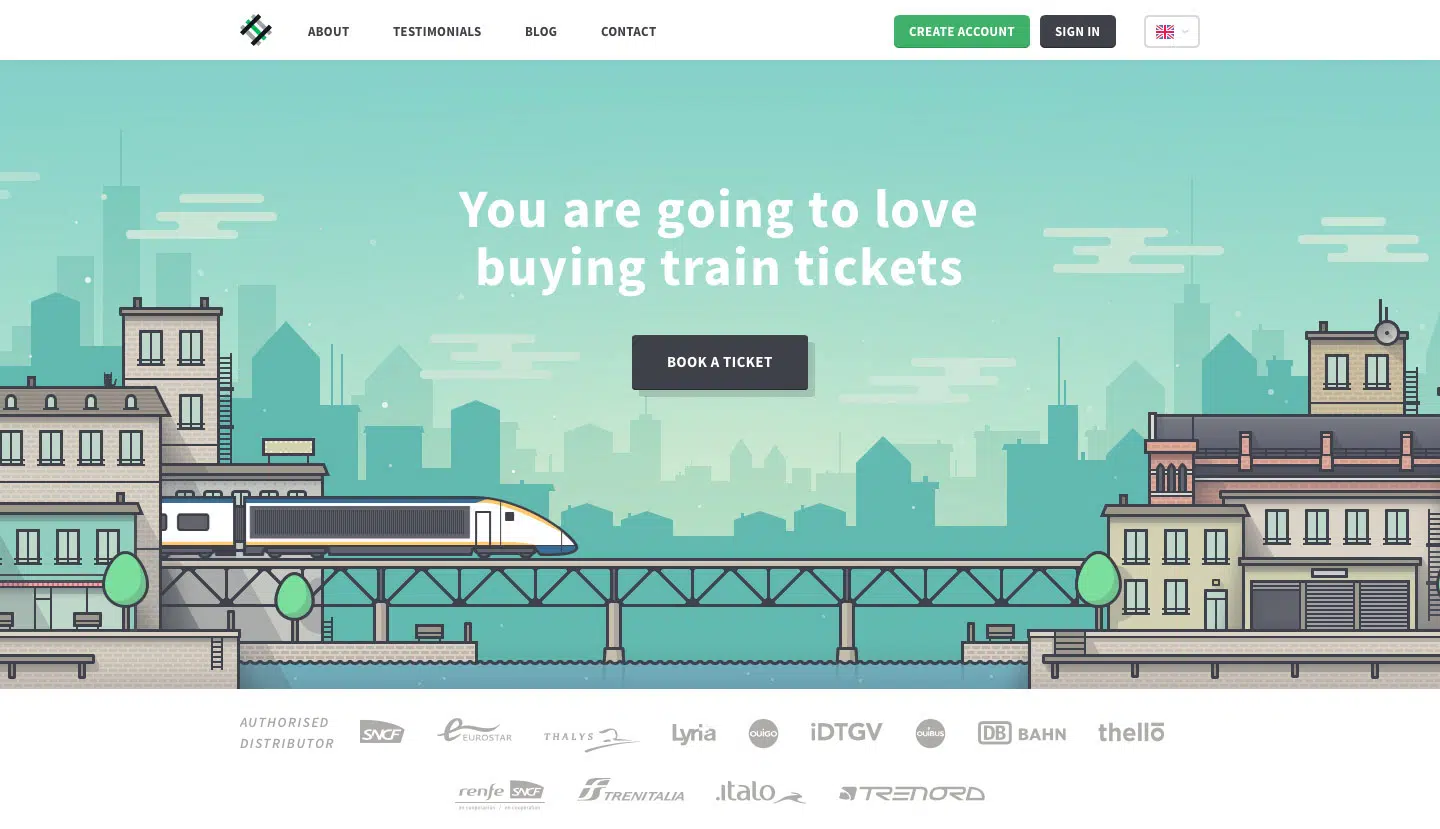 ABOUT
TESTIMONIALS
BLOG
CONTACT
CREATE ACCOUNT
SIGN IN
You are going to love
buying train tickets
BOOK A TICKET
AUTHORISED
DISTRIBUTOR
SNCF
EUROSTAR
THALYS
Lyria
OUIGO
iDTGV
OUIBUS
DB BAHN
thellō
renfe SNCF
TRENITALIA
.italo
TRENORD